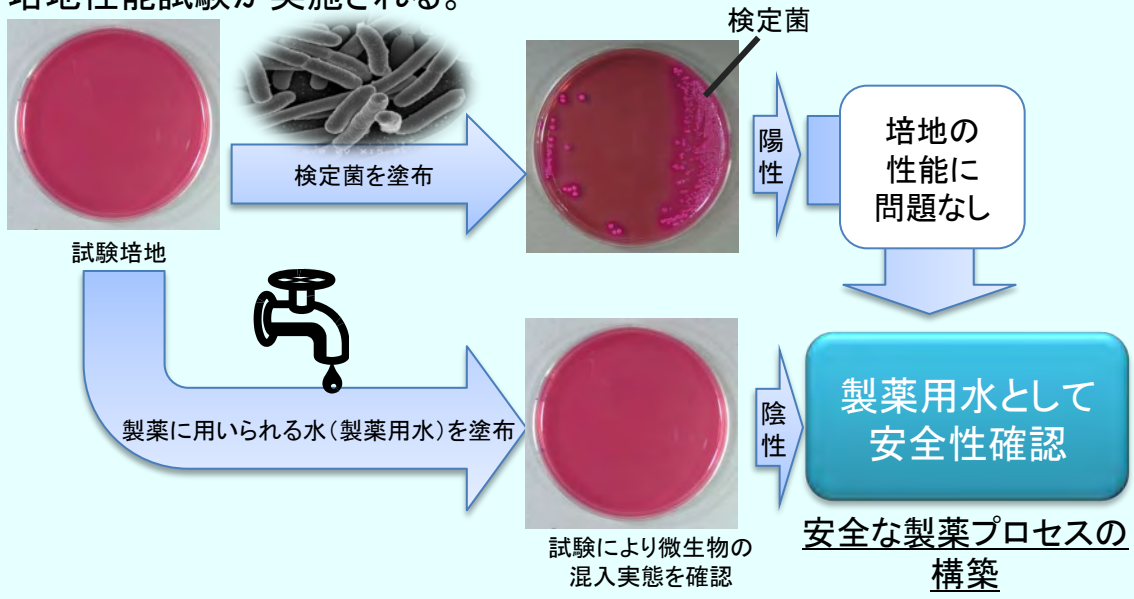 培地性能試験が実施される。
検定菌
検定菌を塗布
陽
性
培地の
性能に
問題なし
試験培地
製薬に用いられる水（製薬用水）を塗布
陰
性
製薬用水として
安全性確認
試験により微生物の
混入実態を確認
安全な製薬プロセスの
構築